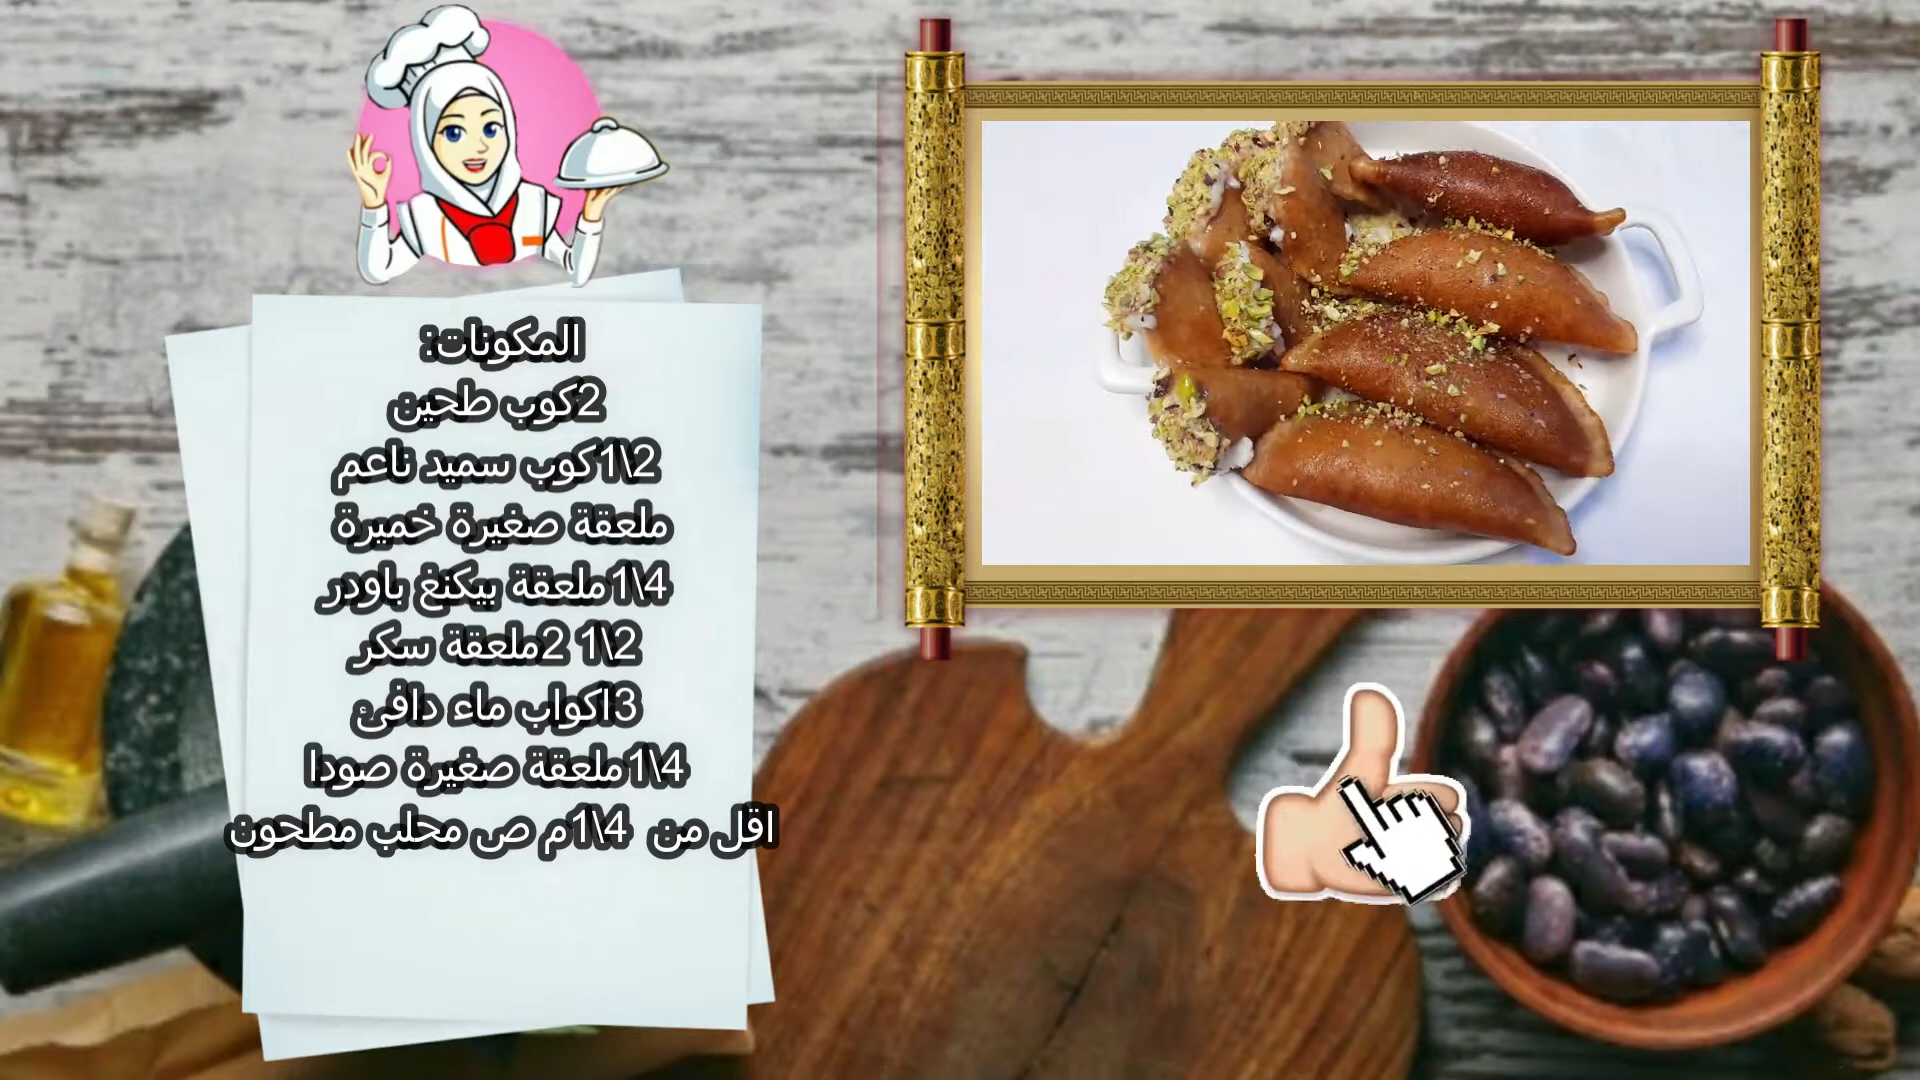 المكونات:
2كوب طحين
1\2كوب سميد ناعم
ملعقة صغيرة خميرة
1\4ملعقة بيكنغ باودر
2 1\2ملعقة سكر
3اكواب ماء دافئ
1\4ملعقة صغيرة صودا
اقل من 1\4م ص محلب مطحون